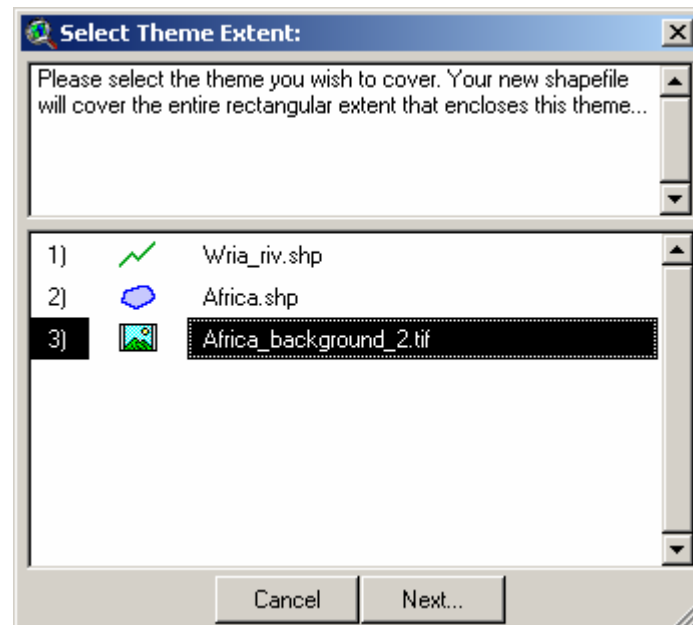 Select Theme Extent:
Please select the theme you wish to cover. Your new shapefile
will cover the entire rectangular extent that encloses this theme...
1) Wria_riv.shp
2) Africa.shp
3) Africa_background_2.tif
Cancel Next...